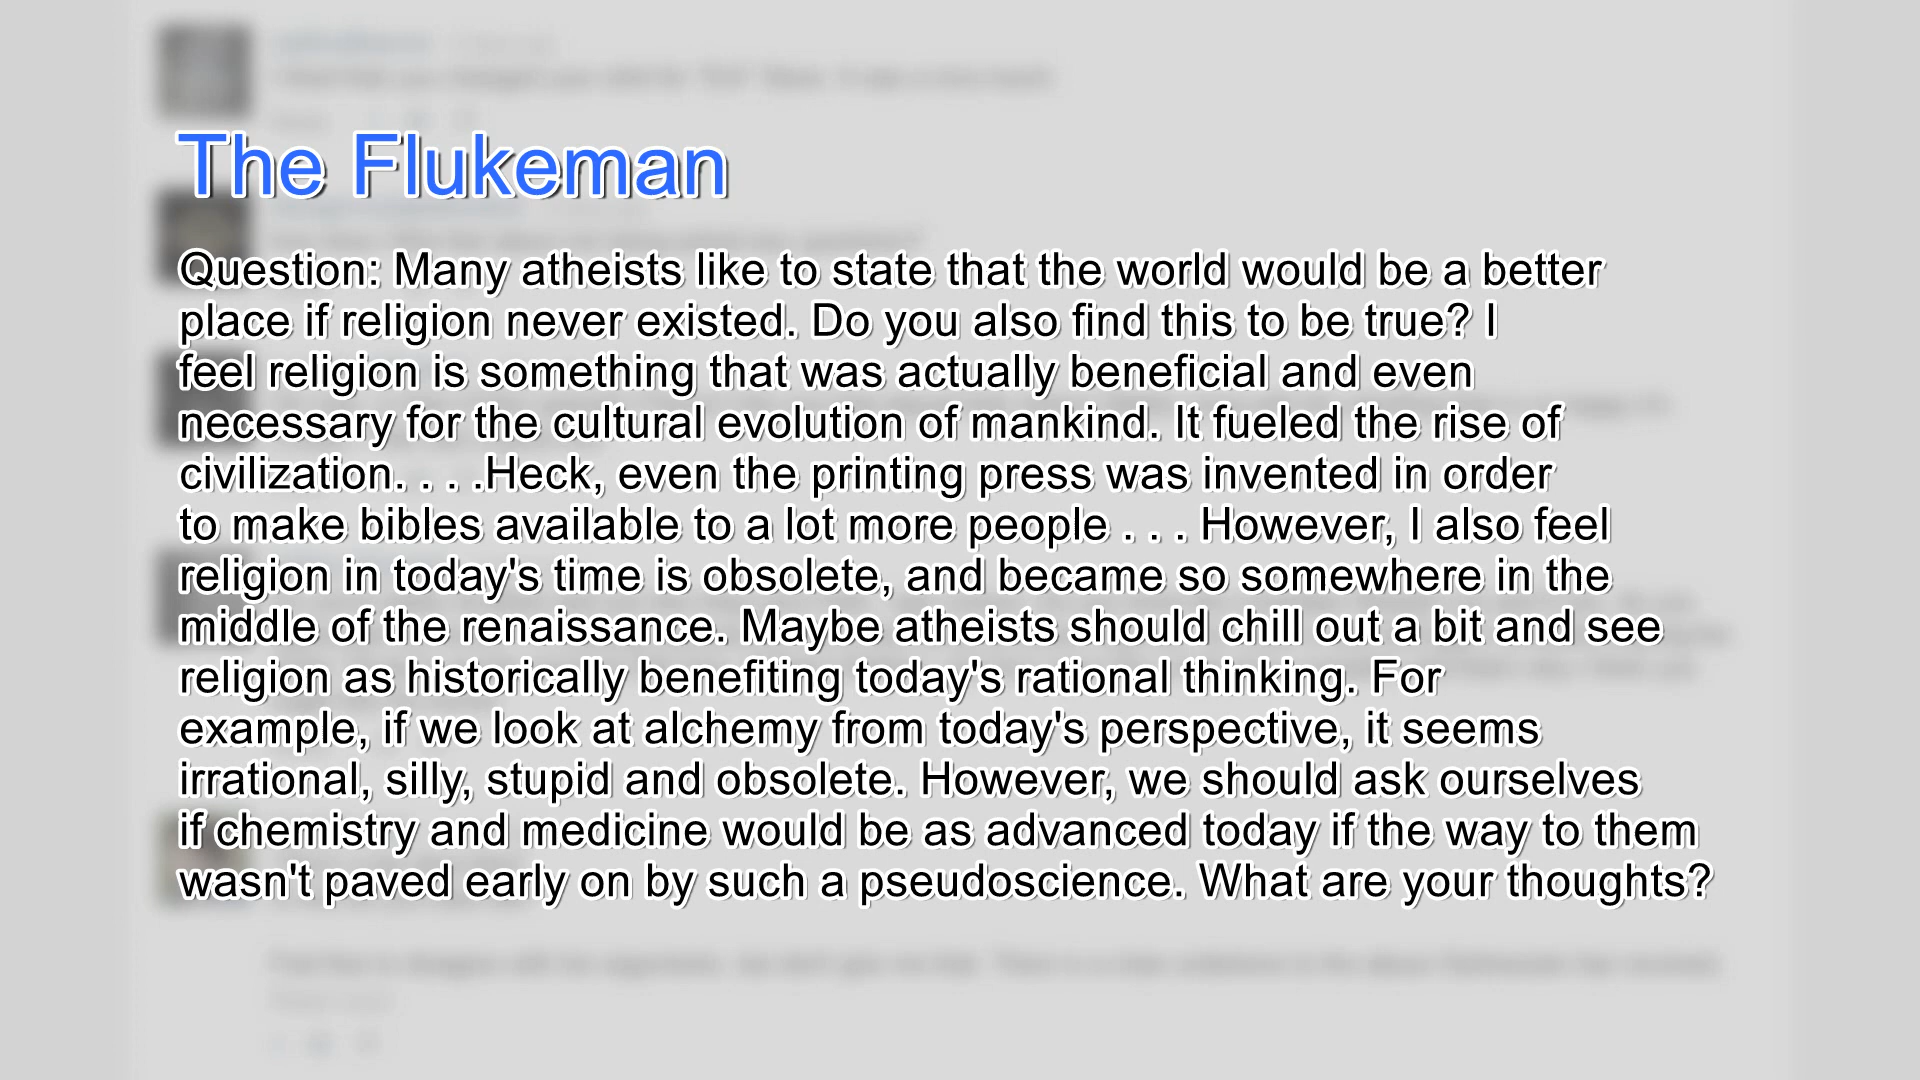 The Flukeman
Question: Many atheists like to state that the world would be a better
place if religion never existed. Do you also find this to be true? I
feel religion is something that was actually beneficial and even
necessary for the cultural evolution of mankind. It fueled the rise of
civilization. . . .Heck, even the printing press was invented in order
to make bibles available to a lot more people . . . However, I also feel
religion in today's time is obsolete, and became so somewhere in the
middle of the renaissance. Maybe atheists should chill out a bit and see
religion as historically benefiting today's rational thinking. For
example, if we look at alchemy from today's perspective, it seems
irrational, silly, stupid and obsolete. However, we should ask ourselves
if chemistry and medicine would be as advanced today if the way to them
wasn't paved early on by such a pseudoscience. What are your thoughts?